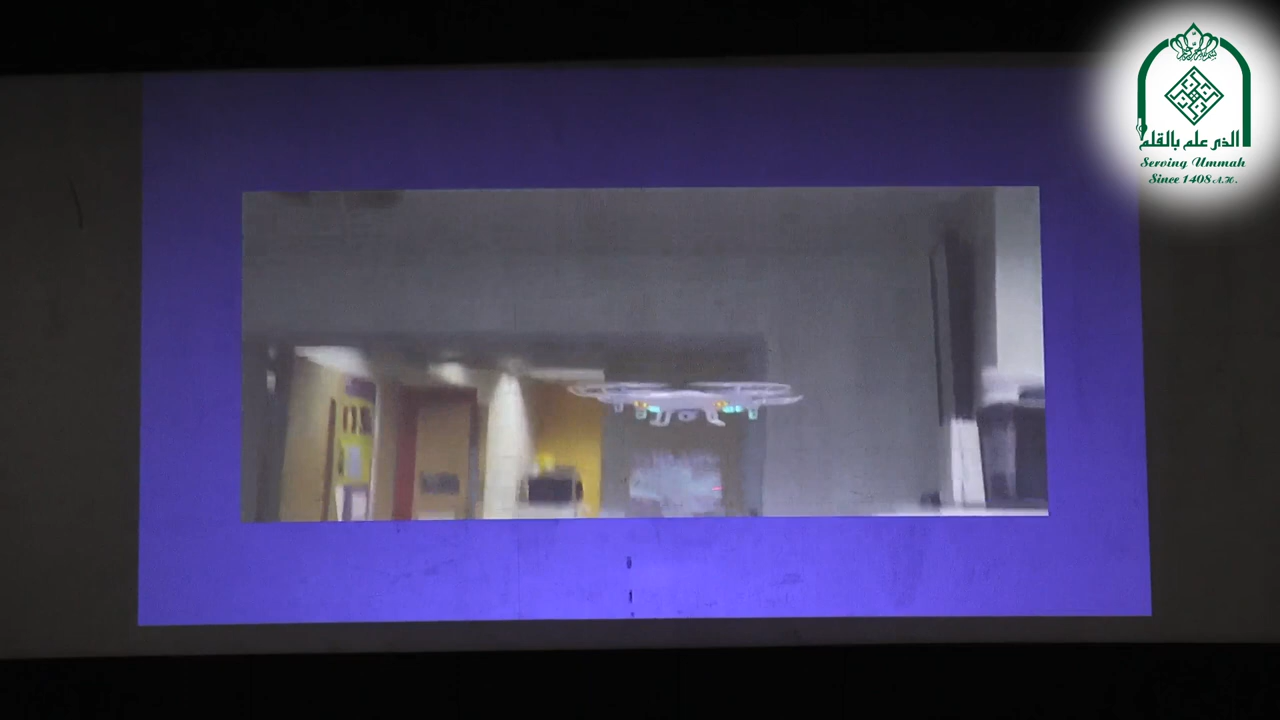 الذي علم بالقلم
Serving Ummah
Since 1408 A.H.